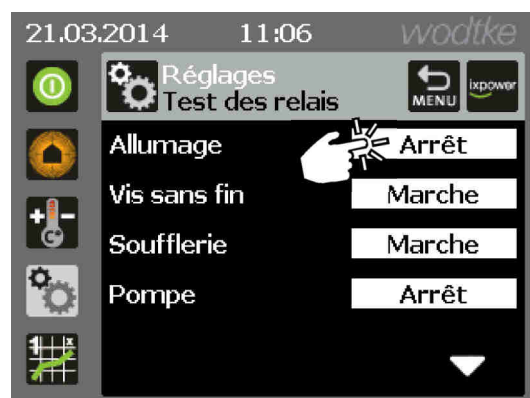 21.03.2014 11:06 wodtke
Réglages
Test des relais
MENU
ixpower
Allumage Arrêt
Vis sans fin Marche
Soufflerie Marche
Pompe Arrêt
+ -
C°
1 x